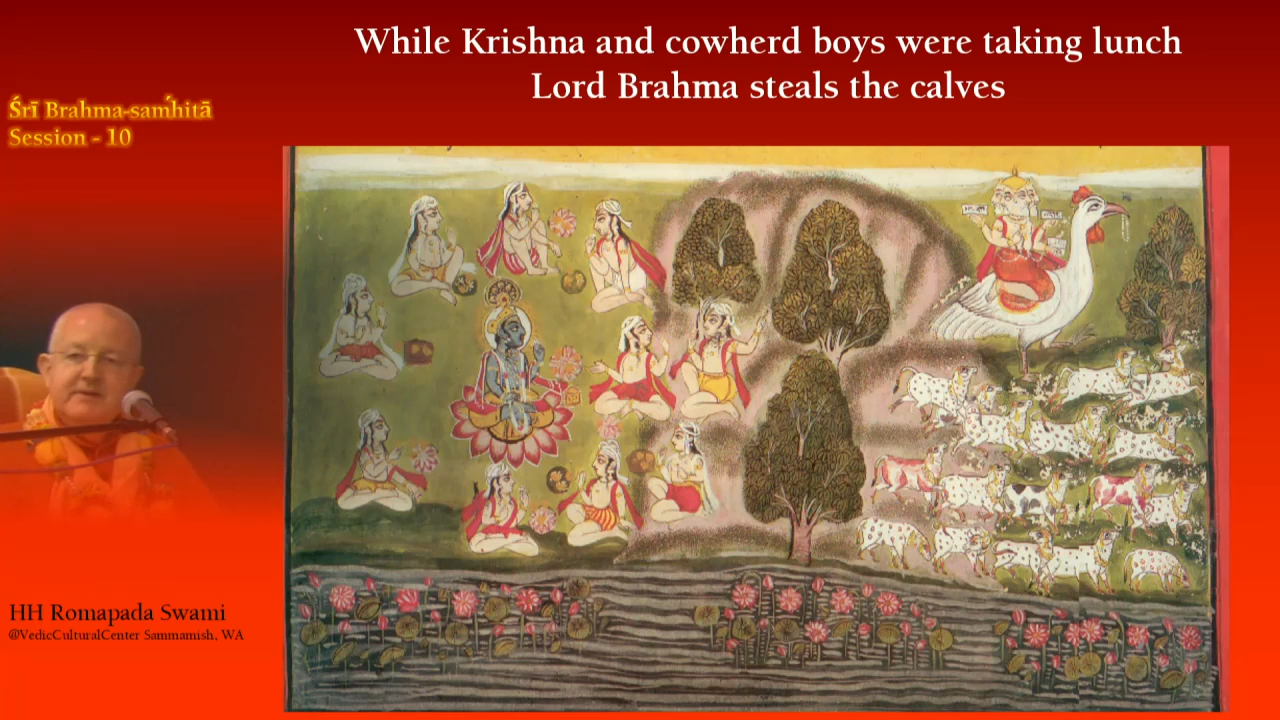 While Krishna and cowherd boys were taking lunch
Lord Brahma steals the calves
Śrī Brahma-saḿhitā
Session - 10
HH Romapada Swami
@VedicCulturalCenter Sammamish, WA